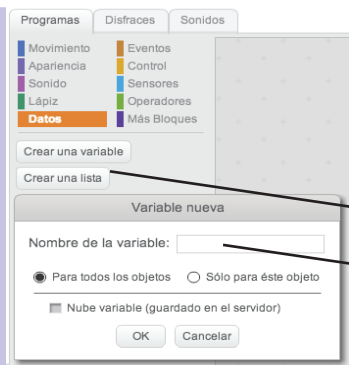 Programas Disfraces Sonidos
Movimiento Eventos
Apariencia Control
Sonido Sensores
Lápiz Operadores
Datos Más Bloques
Crear una variable
Crear una lista
Variable nueva
Nombre de la variable:
Para todos los objetos Sólo para éste objeto
Nube variable (guardado en el servidor)
OK Cancelar